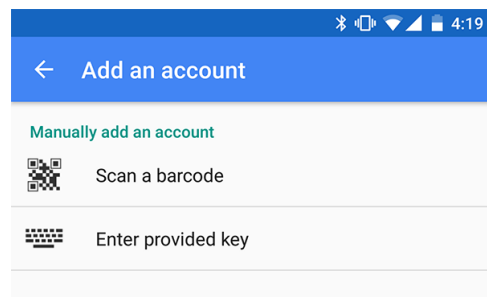 4:19
Add an account
Manually add an account
Scan a barcode
Enter provided key